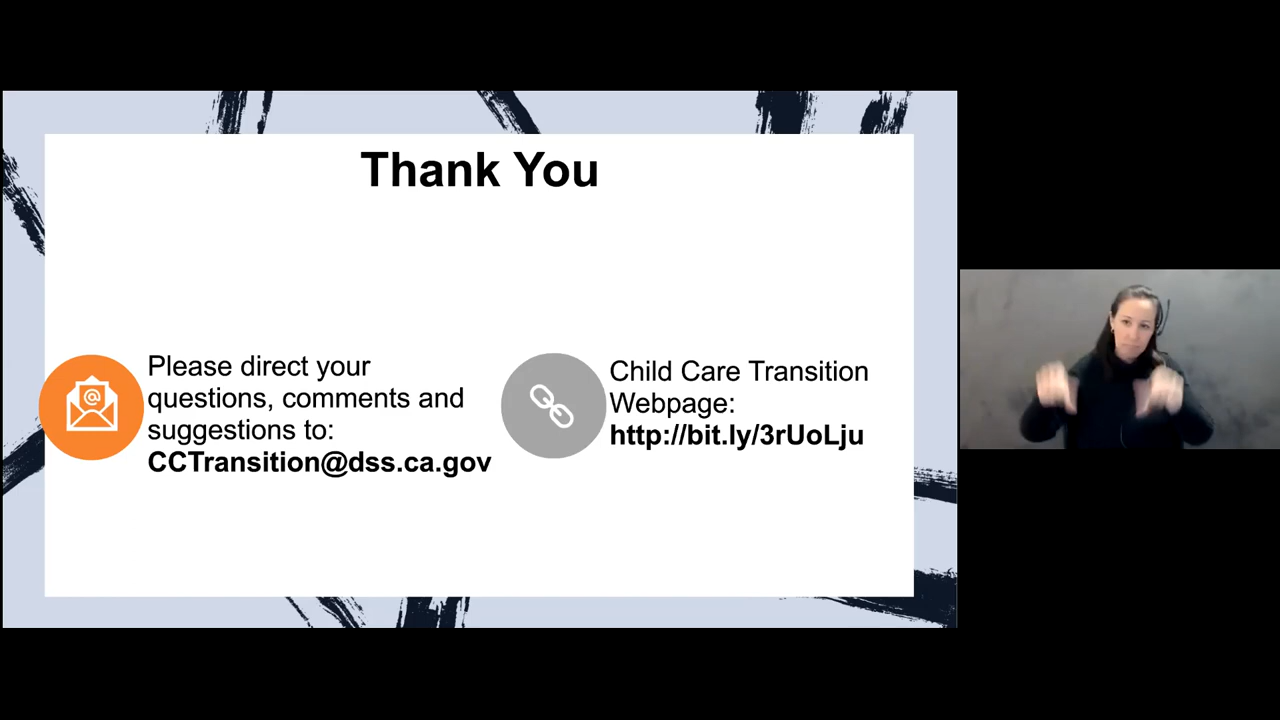 Thank You
Please direct your
questions, comments and
suggestions to:
CCTransition@dss.ca.gov
Child Care Transition
Webpage:
http://bit.ly/3rUoLju